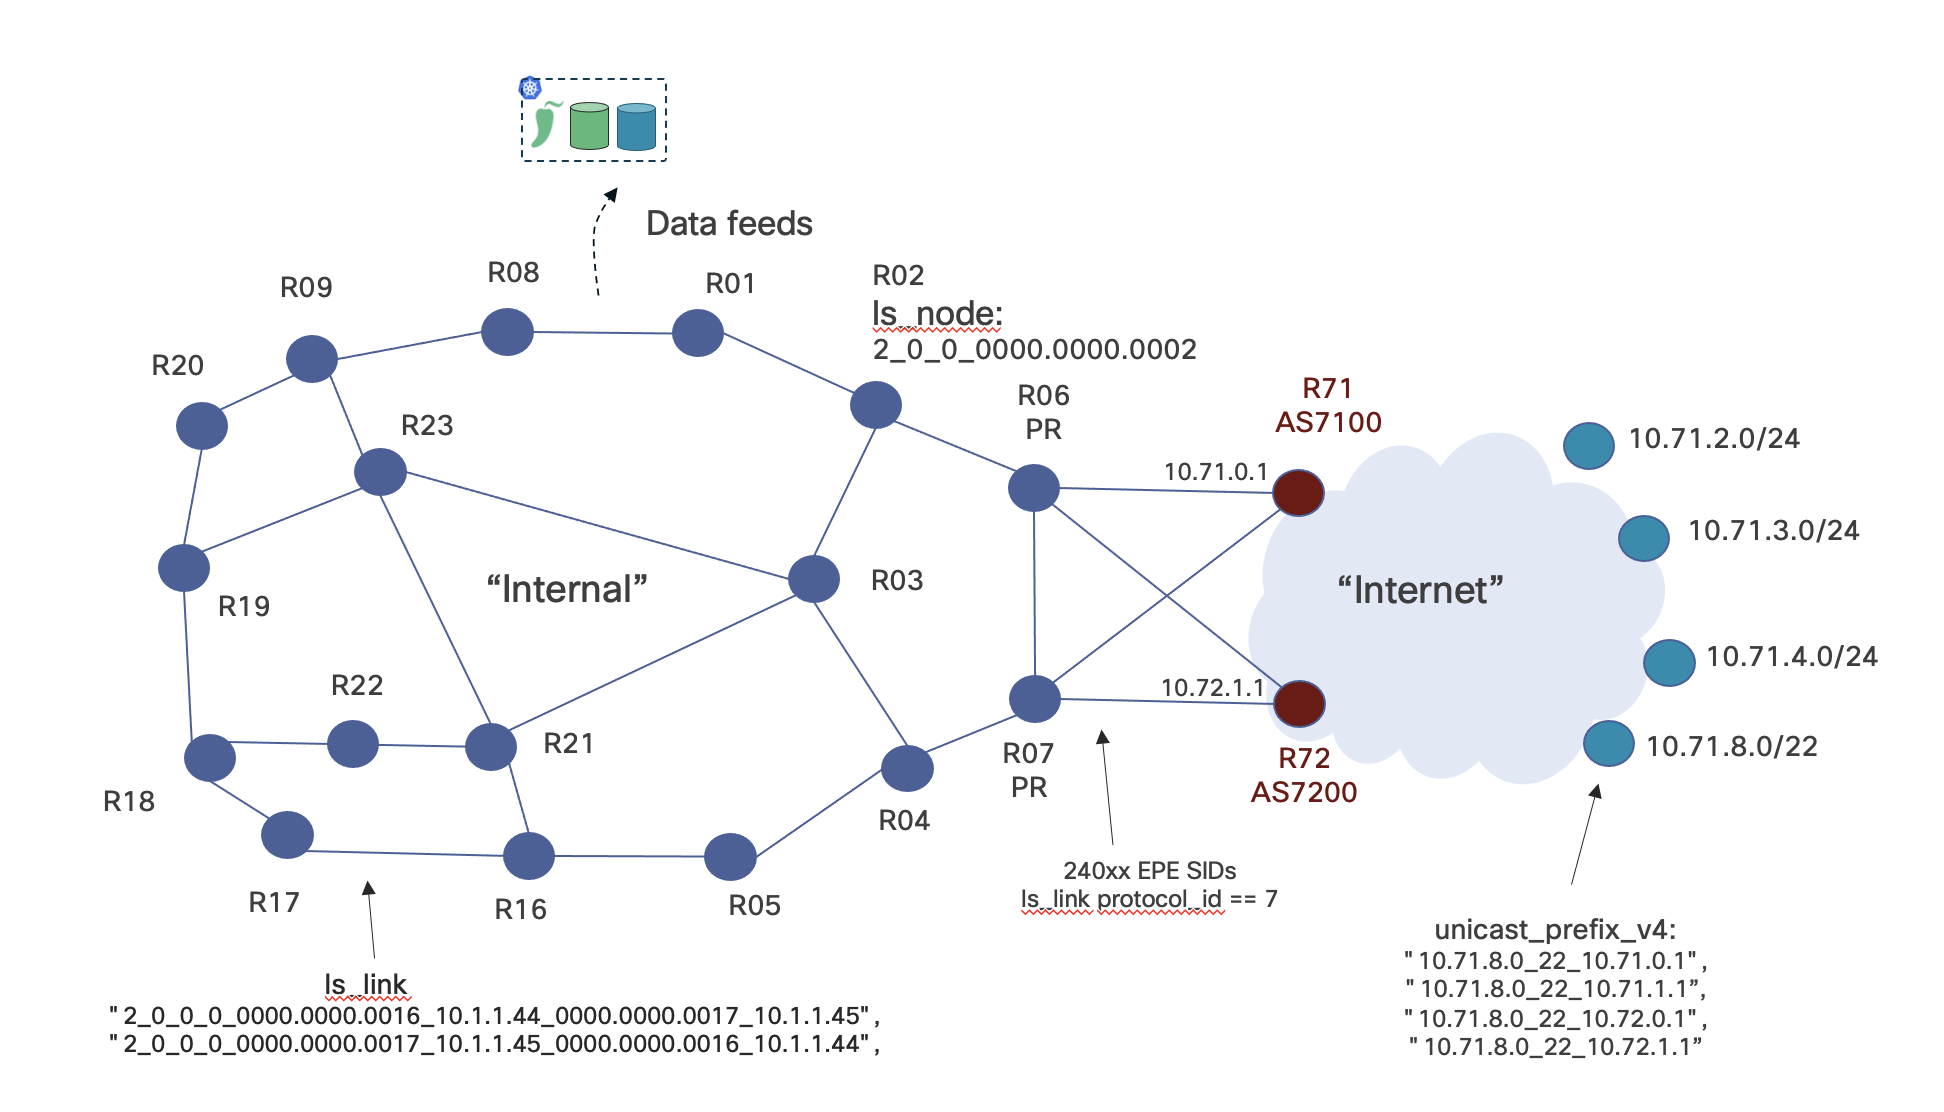 Data feeds
R09
R08
R01
R02
ls_node:
2_0_0_0000.0000.0002
R20
R23
R06
PR
R71
AS7100
10.71.2.0/24
10.71.0.1
10.71.3.0/24
R19
“Internal”
R03
“Internet”
10.71.4.0/24
R22
10.72.1.1
R21
R07
PR
R72
AS7200
10.71.8.0/22
R18
R04
R17
R16
R05
240xx EPE SIDs
ls_link protocol_id == 7
ls_link
"2_0_0_0_0000.0000.0016_10.1.1.44_0000.0000.0017_10.1.1.45",
"2_0_0_0_0000.0000.0017_10.1.1.45_0000.0000.0016_10.1.1.44",
unicast_prefix_v4:
"10.71.8.0_22_10.71.0.1",
"10.71.8.0_22_10.71.1.1”,
"10.71.8.0_22_10.72.0.1",
"10.71.8.0_22_10.72.1.1”